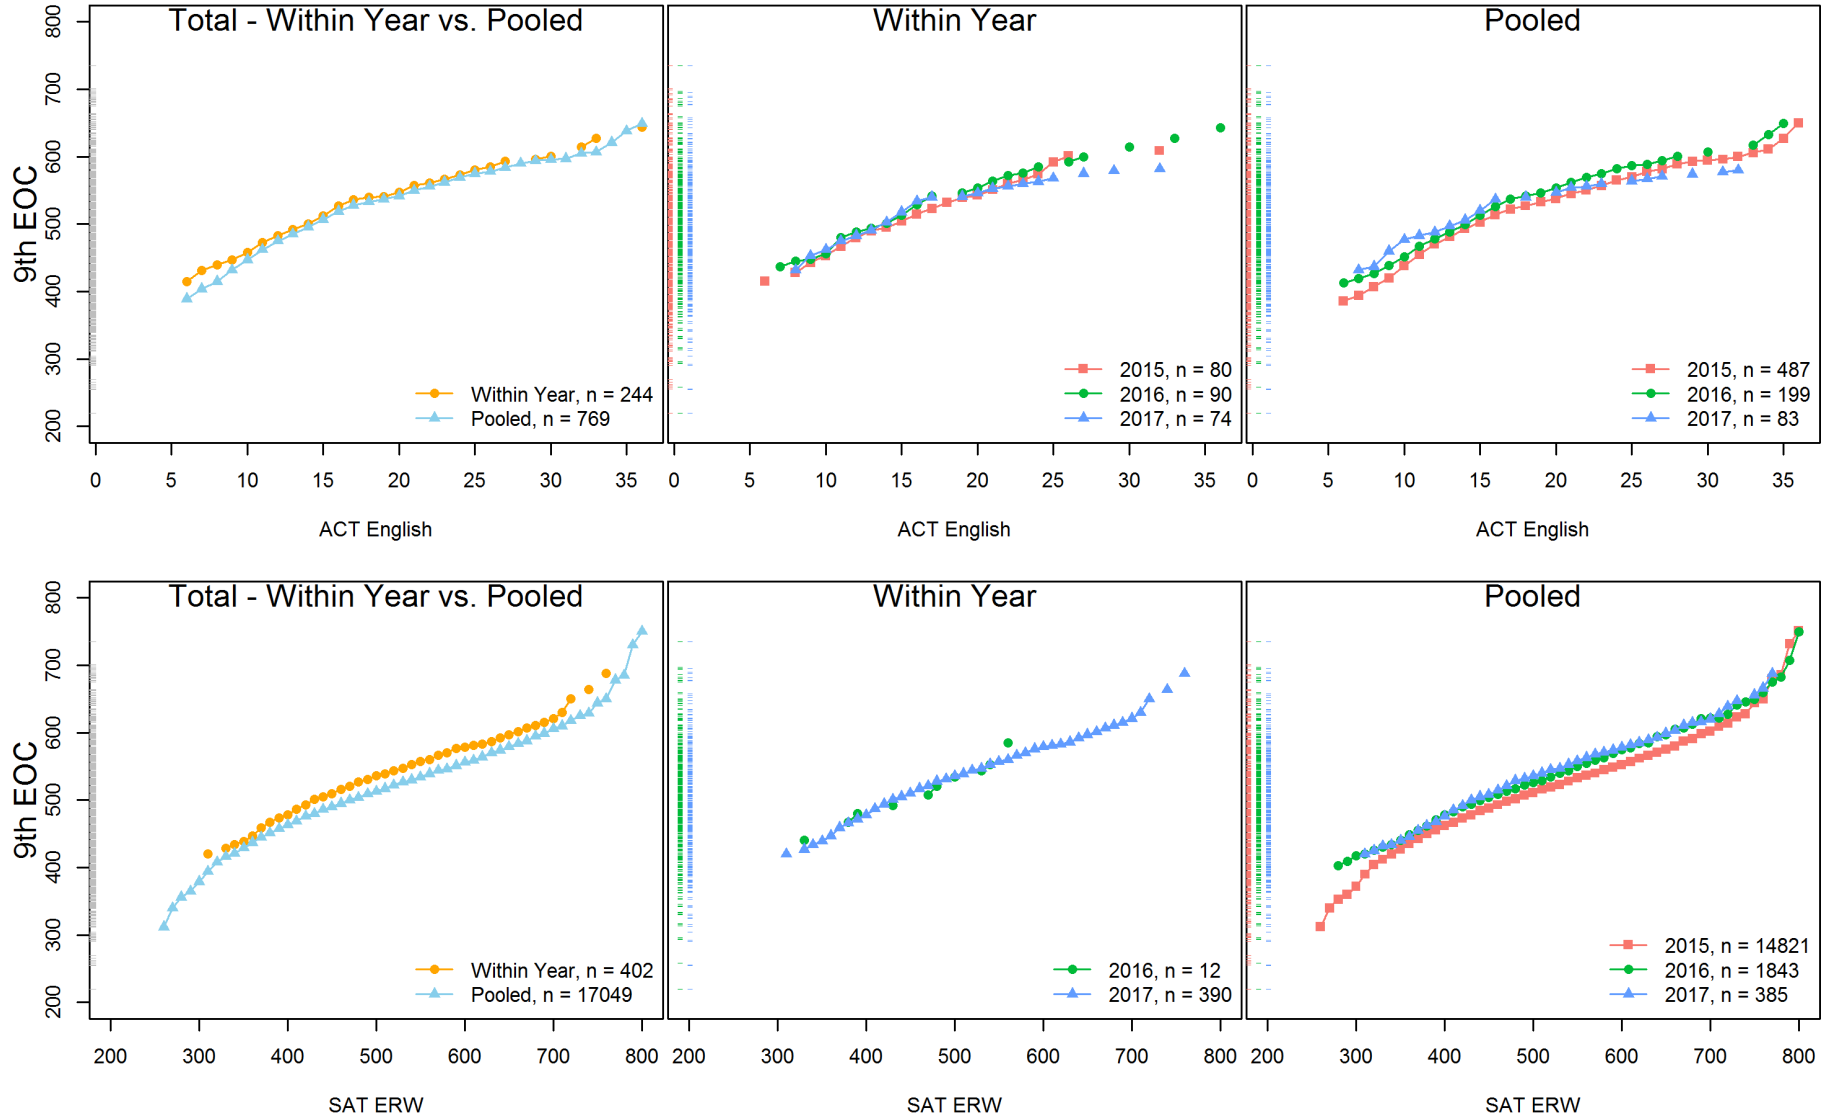 Total - Within Year vs. Pooled
Within Year
Pooled
9th EOC
800
700
600
500
400
300
200
Within Year, n = 244
Pooled, n = 769
2015, n = 80
2016, n = 90
2017, n = 74
2015, n = 487
2016, n = 199
2017, n = 83
0 5 10 15 20 25 30 35
0 5 10 15 20 25 30 35
0 5 10 15 20 25 30 35
ACT English
ACT English
ACT English
Total - Within Year vs. Pooled
Within Year
Pooled
9th EOC
800
700
600
500
400
300
200
Within Year, n = 402
Pooled, n = 17049
2016, n = 12
2017, n = 390
2015, n = 14821
2016, n = 1843
2017, n = 385
200 300 400 500 600 700 800
200 300 400 500 600 700 800
200 300 400 500 600 700 800
SAT ERW
SAT ERW
SAT ERW